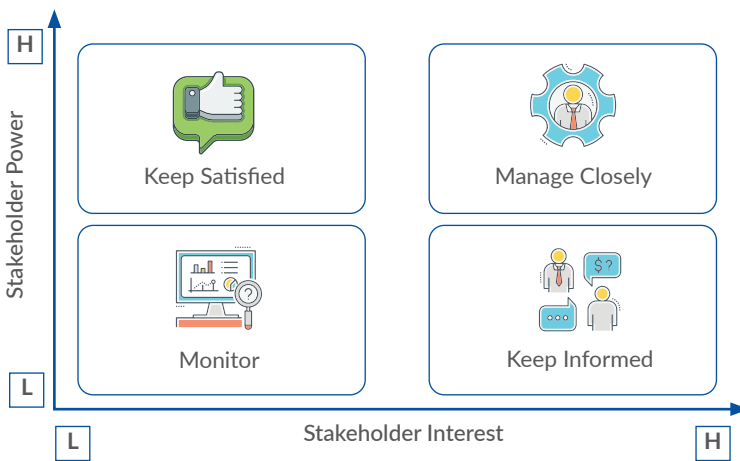 H
Stakeholder Power
Keep Satisfied
Manage Closely
$?
?
Monitor
Keep Informed
L
L
Stakeholder Interest
H